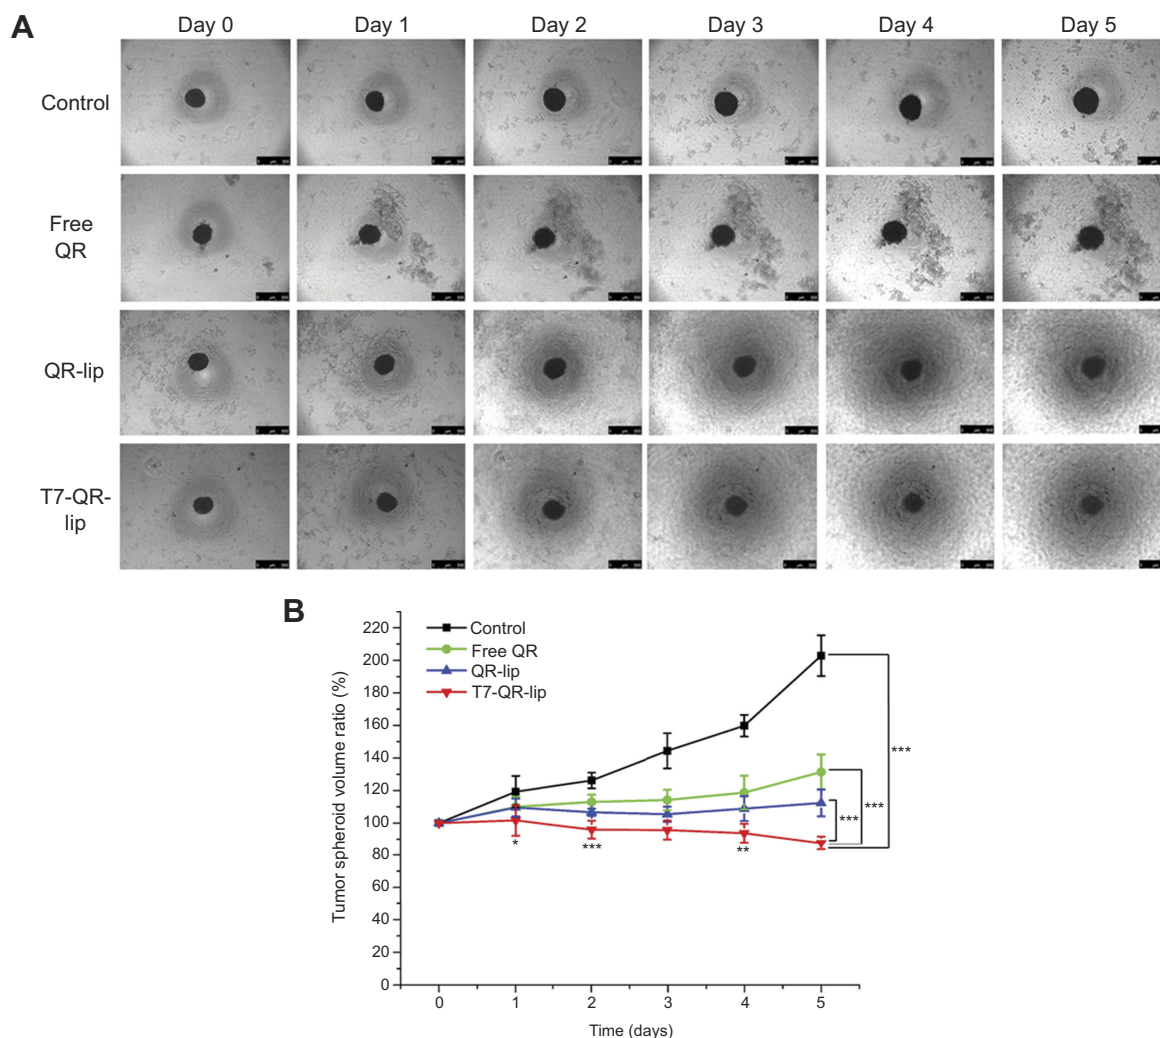 A
Day 0 Day 1 Day 2 Day 3 Day 4 Day 5
Control
Free
QR
QR-lip
T7-QR-
lip
B
Control
Free QR
QR-lip
T7-QR-lip
Tumor spheroid volume ratio (%)
220
200
180
160
140
120
100
80
60
40
20
0
***
***
***
*
***
**
0 1 2 3 4 5
Time (days)